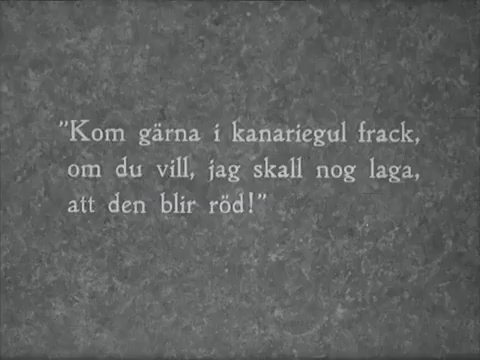 ”Kom gärna i kanariegul frack,
om du vill, jag skall nog laga,
att den blir röd!”